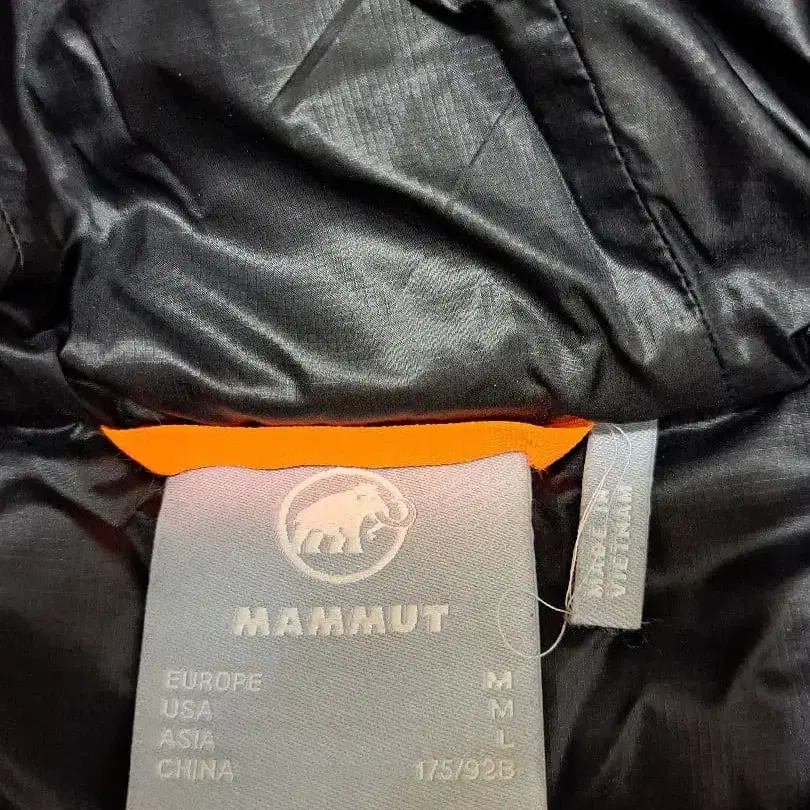 MAMMUT
EUROPE M
USA M
ASIA L
CHINA 175/92B
MADE IN
VIETNAM